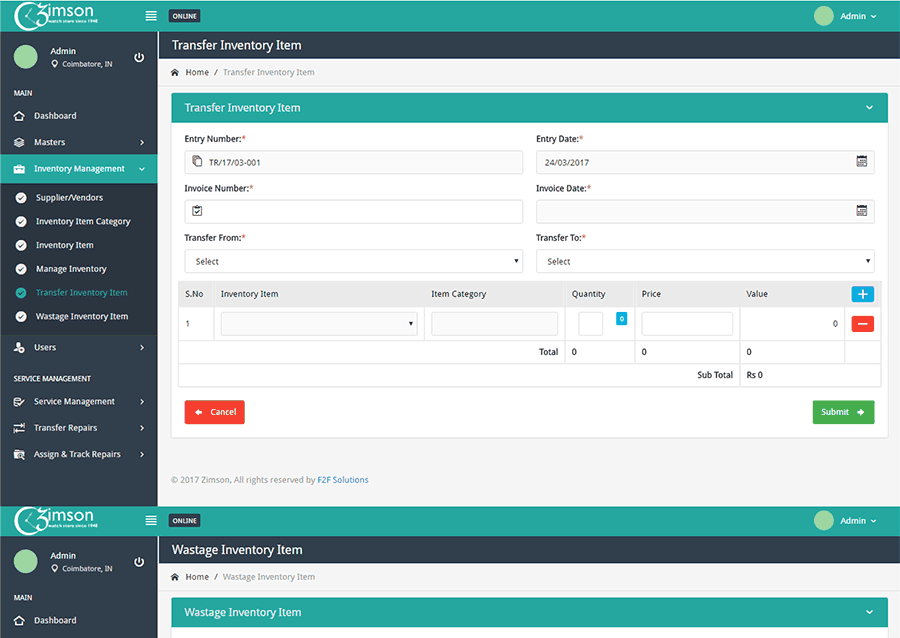 Zimson
watch store since 1948
ONLINE
Admin
Admin
Coimbatore, IN
MAIN
Dashboard
Masters
Inventory Management
Supplier/Vendors
Inventory Item Category
Inventory Item
Manage Inventory
Transfer Inventory Item
Wastage Inventory Item
Users
SERVICE MANAGEMENT
Service Management
Transfer Repairs
Assign & Track Repairs
Transfer Inventory Item
Home / Transfer Inventory Item
Transfer Inventory Item
Entry Number:* Entry Date:*
TR/17/03-001 24/03/2017
Invoice Number:* Invoice Date:*
Transfer From:* Transfer To:*
Select Select
S.No Inventory Item Item Category Quantity Price Value
1 0 0
Total 0 0 0
Sub Total Rs 0
Cancel Submit
© 2017 Zimson, All rights reserved by F2F Solutions
Zimson
watch store since 1948
ONLINE
Admin
Admin
Coimbatore, IN
MAIN
Dashboard
Wastage Inventory Item
Home / Wastage Inventory Item
Wastage Inventory Item